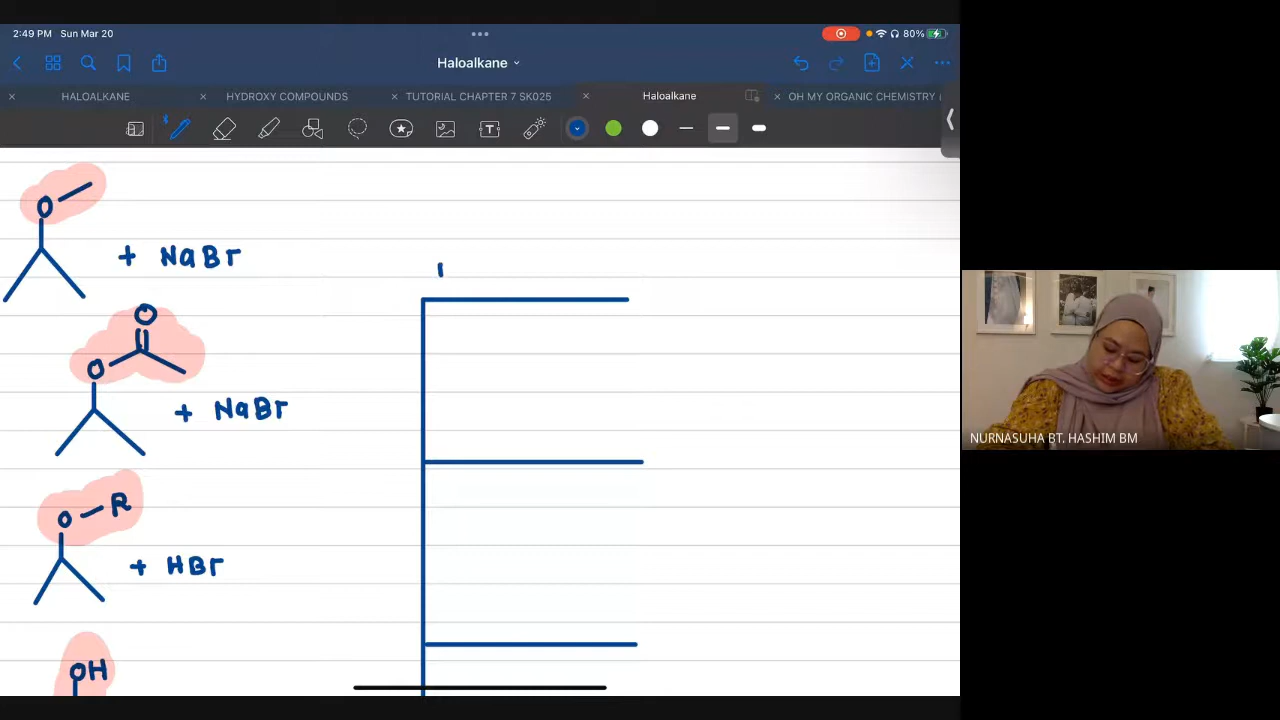 2:49 PM Sun Mar 20
80%
Haloalkane
HALOALKANE
HYDROXY COMPOUNDS
TUTORIAL CHAPTER 7 SK025
Haloalkane
OH MY ORGANIC CHEMISTRY
T
O
+ NaBr
O
O
+ NaBr
O - R
+ HBr
OH
NURNASUHA BT. HASHIM BM